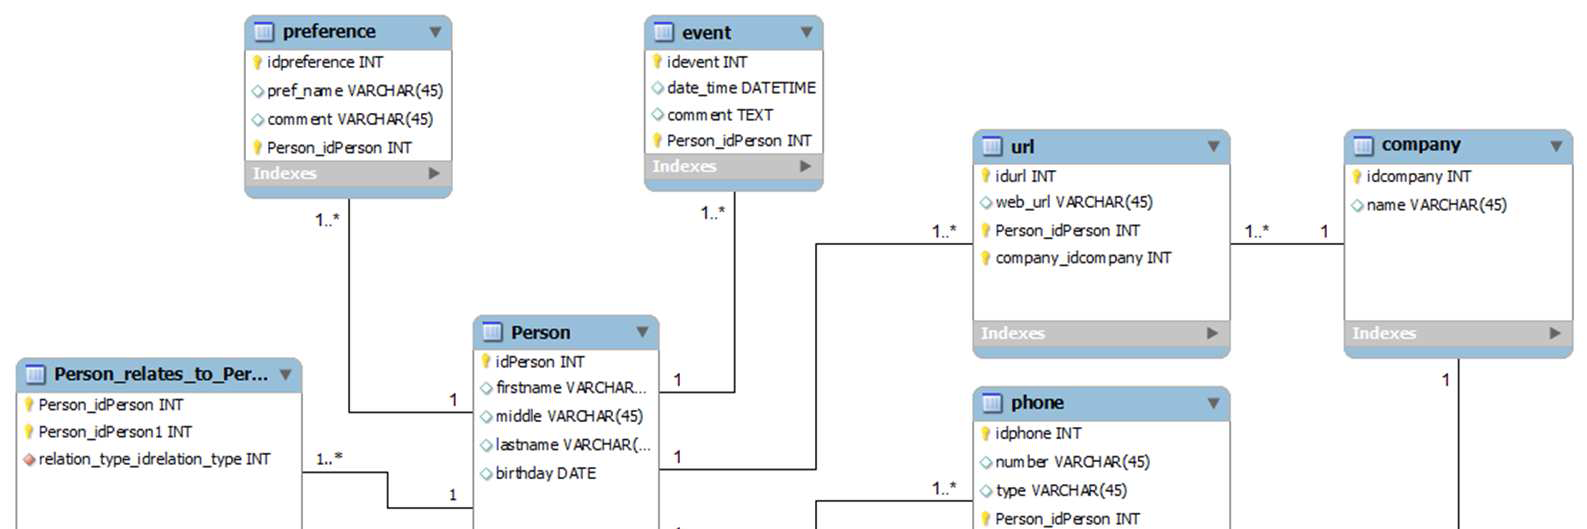 preference
idpreference INT
pref_name VARCHAR(45)
comment VARCHAR(45)
Person_idPerson INT
Indexes
1..*
event
idevent INT
date_time DATETIME
comment TEXT
Person_idPerson INT
Indexes
1..*
url
idurl INT
web_url VARCHAR(45)
Person_idPerson INT
company_idcompany INT
Indexes
1..*
1..*
1
company
idcompany INT
name VARCHAR(45)
Indexes
1
Person
idPerson INT
firstname VARCHAR...
middle VARCHAR(45)
lastname VARCHAR(...
birthday DATE
1
1
1
1
Person_relates_to_Per...
Person_idPerson INT
Person_idPerson1 INT
relation_type_idrelation_type INT
1..*
phone
idphone INT
number VARCHAR(45)
type VARCHAR(45)
Person_idPerson INT
1..*